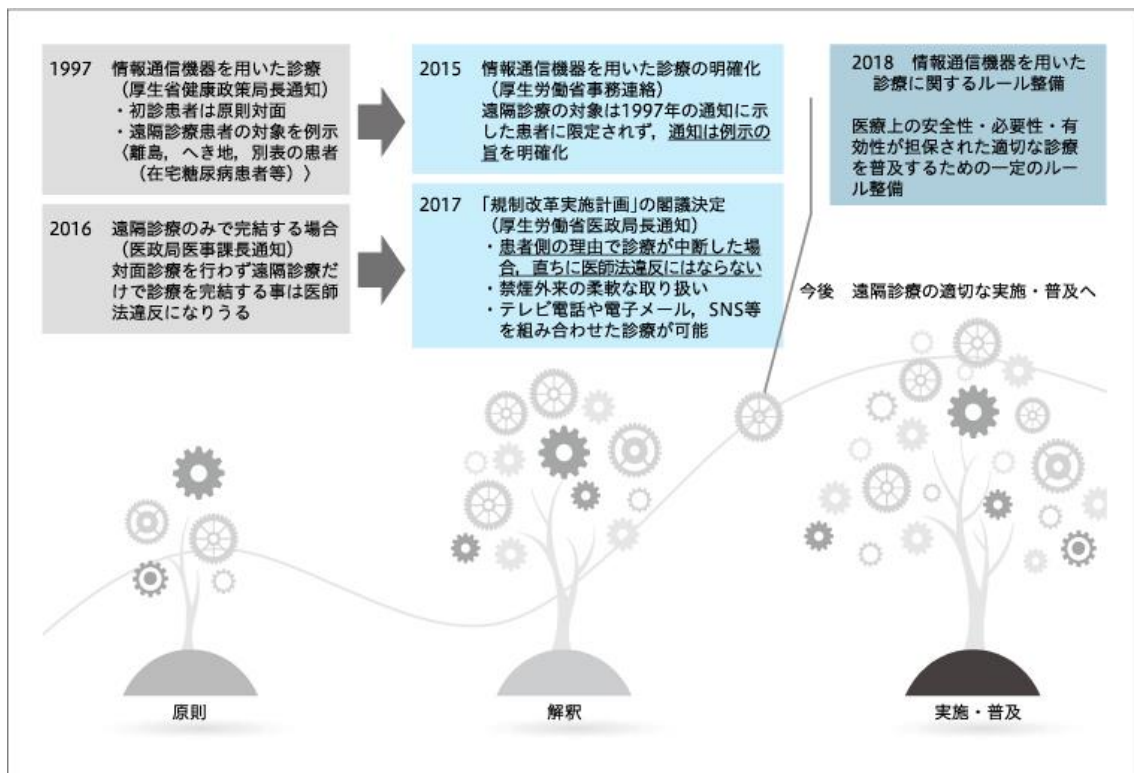 1997 情報通信機器を用いた診療
（厚生省健康政策局長通知）
・初診患者は原則対面
・遠隔診療患者の対象を例示
（離島，へき地，別表の患者
（在宅糖尿病患者等））
2016 遠隔診療のみで完結する場合
（医政局医事課長通知）
対面診療を行わず遠隔診療だ
けで診療を完結する事は医師
法違反になりうる
2015 情報通信機器を用いた診療の明確化
（厚生労働省事務連絡）
遠隔診療の対象は1997年の通知に示
した患者に限定されず，通知は例示の
旨を明確化
2017 「規制改革実施計画」の閣議決定
（厚生労働省医政局長通知）
・患者側の理由で診療が中断した場
合，直ちに医師法違反にはならない
・禁煙外来の柔軟な取り扱い
・テレビ電話や電子メール，SNS等
を組み合わせた診療が可能
2018 情報通信機器を用いた
診療に関するルール整備
医療上の安全性・必要性・有
効性が担保された適切な診療
を普及するための一定のルー
ル整備
今後 遠隔診療の適切な実施・普及へ
原則
解釈
実施・普及